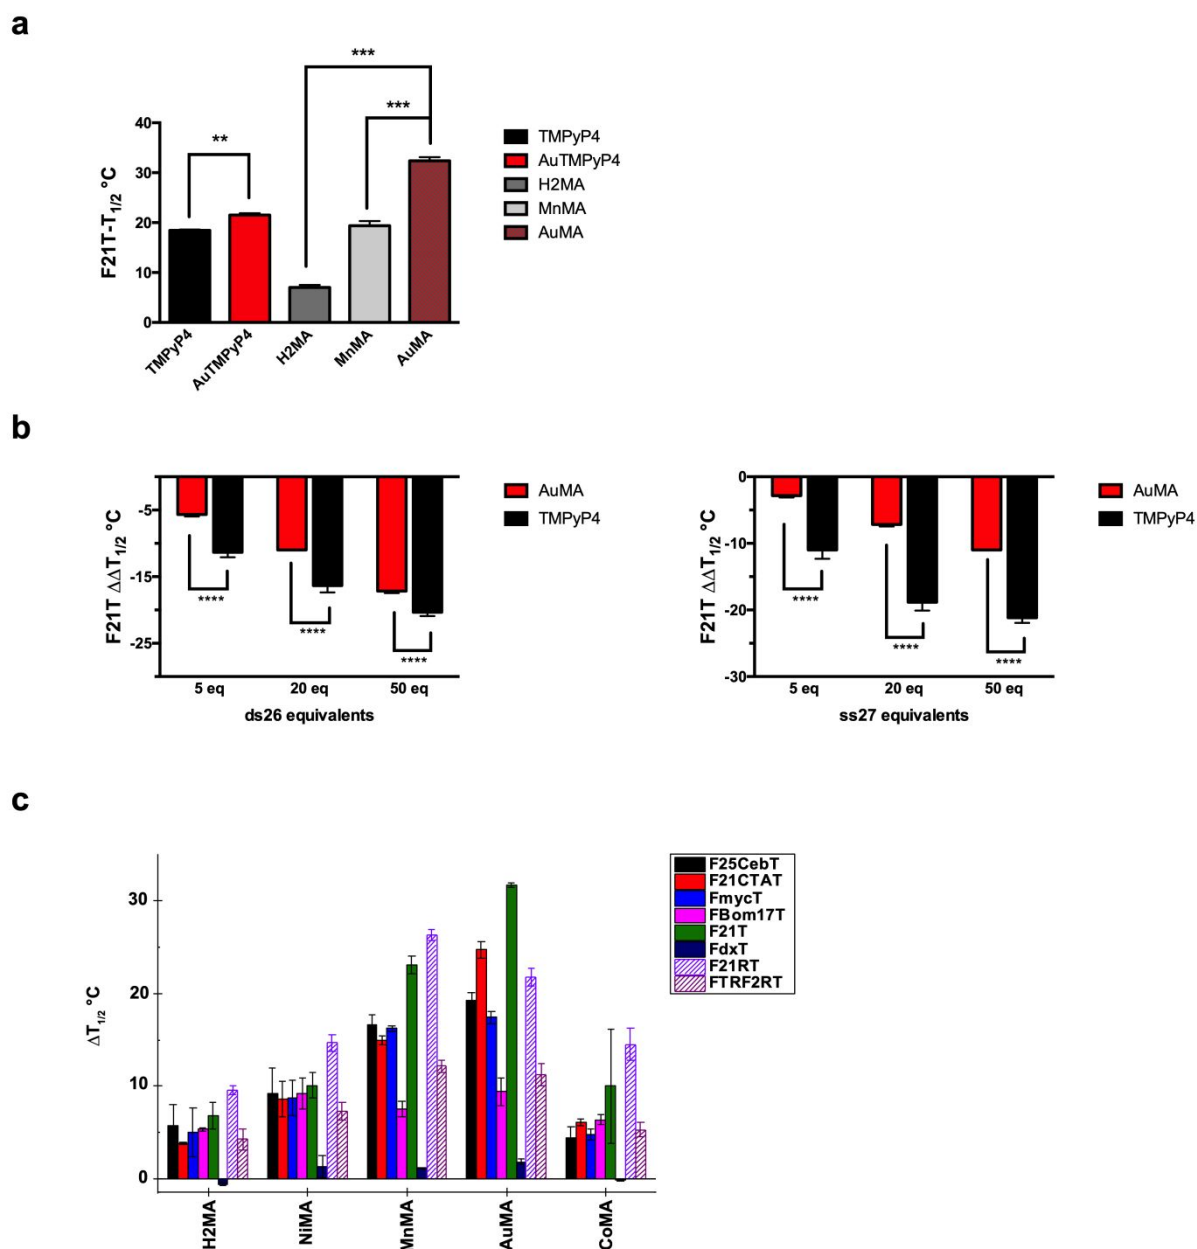 a
***
***
**
F21T-T1/2 °C
40
30
20
10
0
TMPyP4
AuTMPyP4
H2MA
MnMA
AuMA
TMPyP4
AuTMPyP4
H2MA
MnMA
AuMA
b
F21T ΔΔT1/2 °C
-5
-15
-25
****
****
****
5 eq
20 eq
50 eq
ds26 equivalents
AuMA
TMPyP4
F21T ΔΔT1/2 °C
0
-10
-20
-30
****
****
****
5 eq
20 eq
50 eq
ss27 equivalents
AuMA
TMPyP4
c
ΔT1/2 °C
30
20
10
0
H2MA
NiMA
MnMA
AuMA
CoMA
F25CebT
F21CTAT
FmycT
FBom17T
F21T
FdxT
F21RT
FTRF2RT